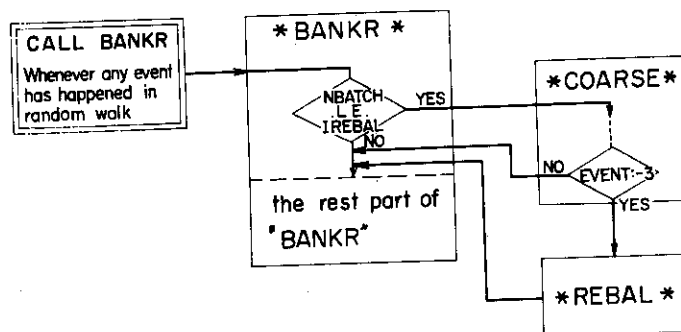 CALL BANKR
Whenever any event
has happened in
random walk
* BANKR *
NBATCH
L E
IREBAL
YES
NO
the rest part of
"BANKR"
*COARSE*
NO
EVENT:-3
YES
*REBAL *